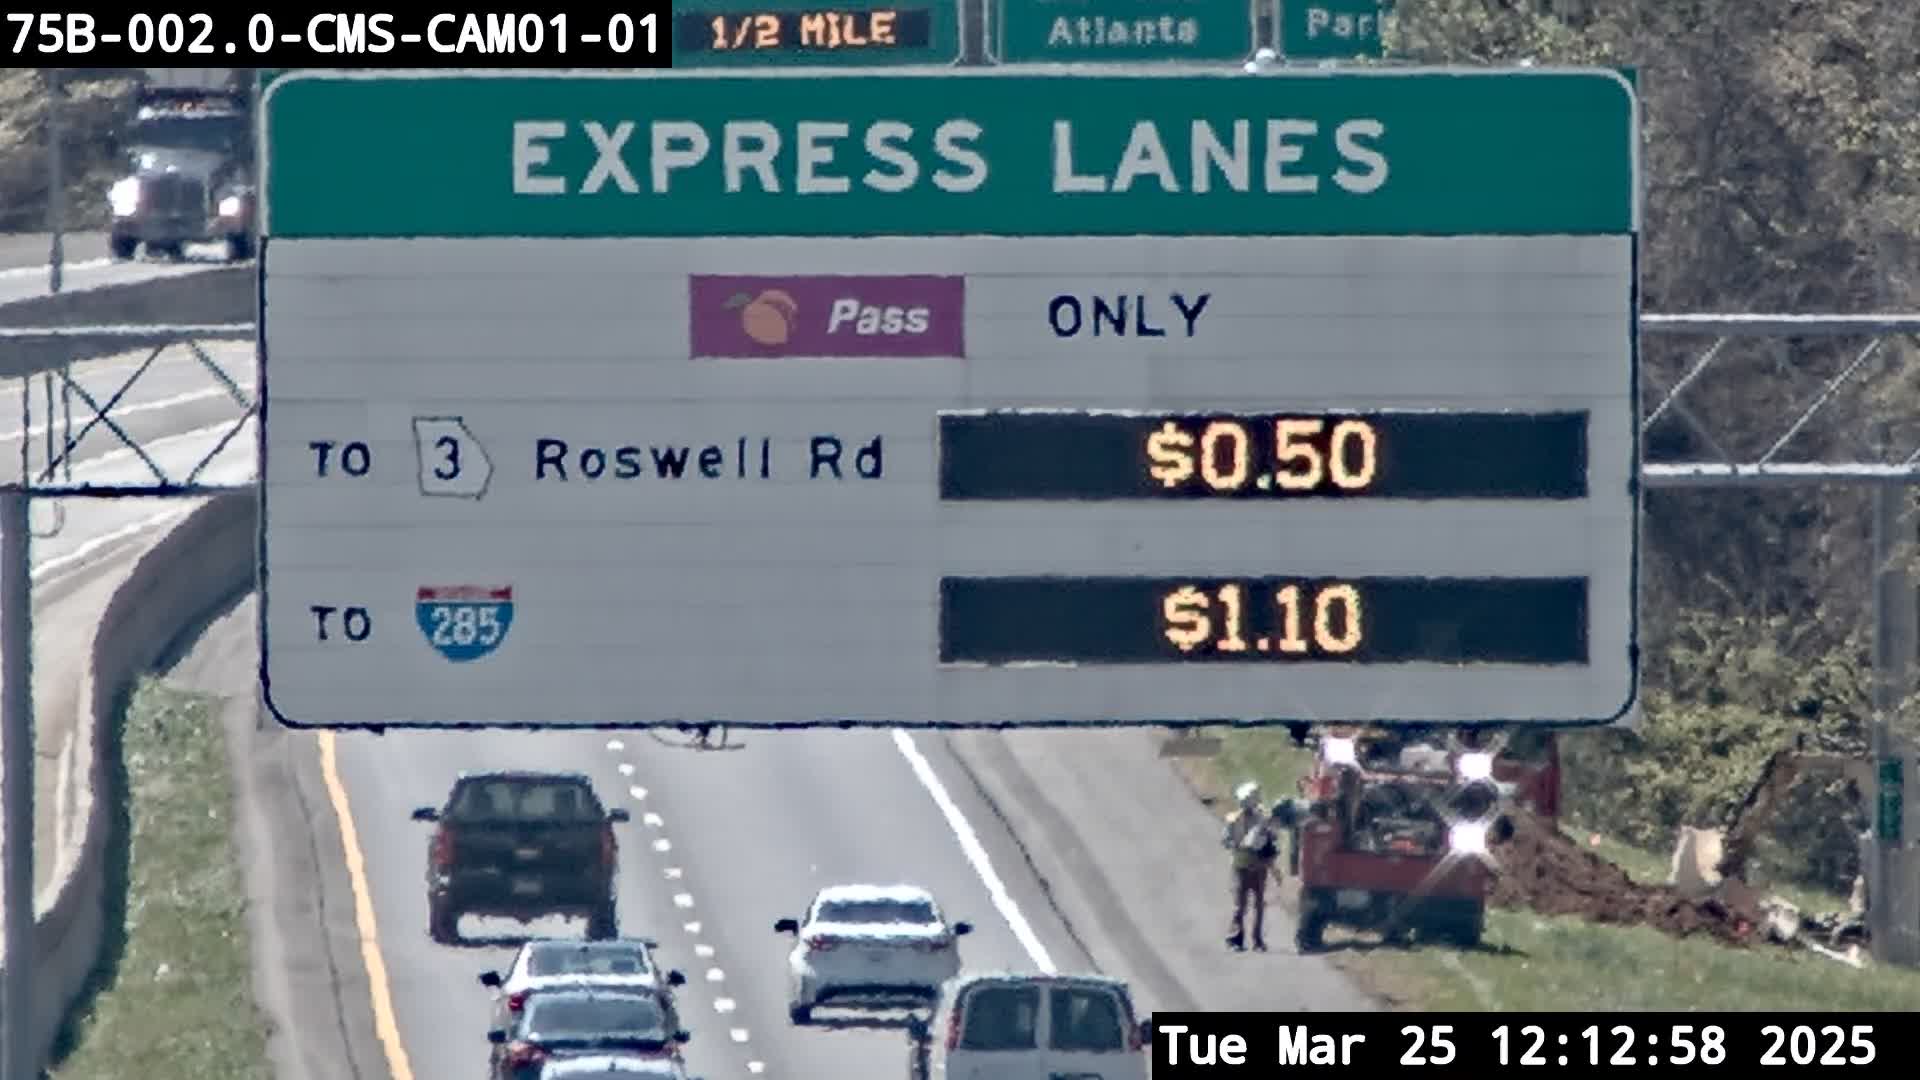 75B-002.0-CMS-CAM01-01
1/2 MILE
Atlanta
EXPRESS LANES
Pass ONLY
TO 3 Roswell Rd $0.50
TO 285 $1.10
Tue Mar 25 12:12:58 2025